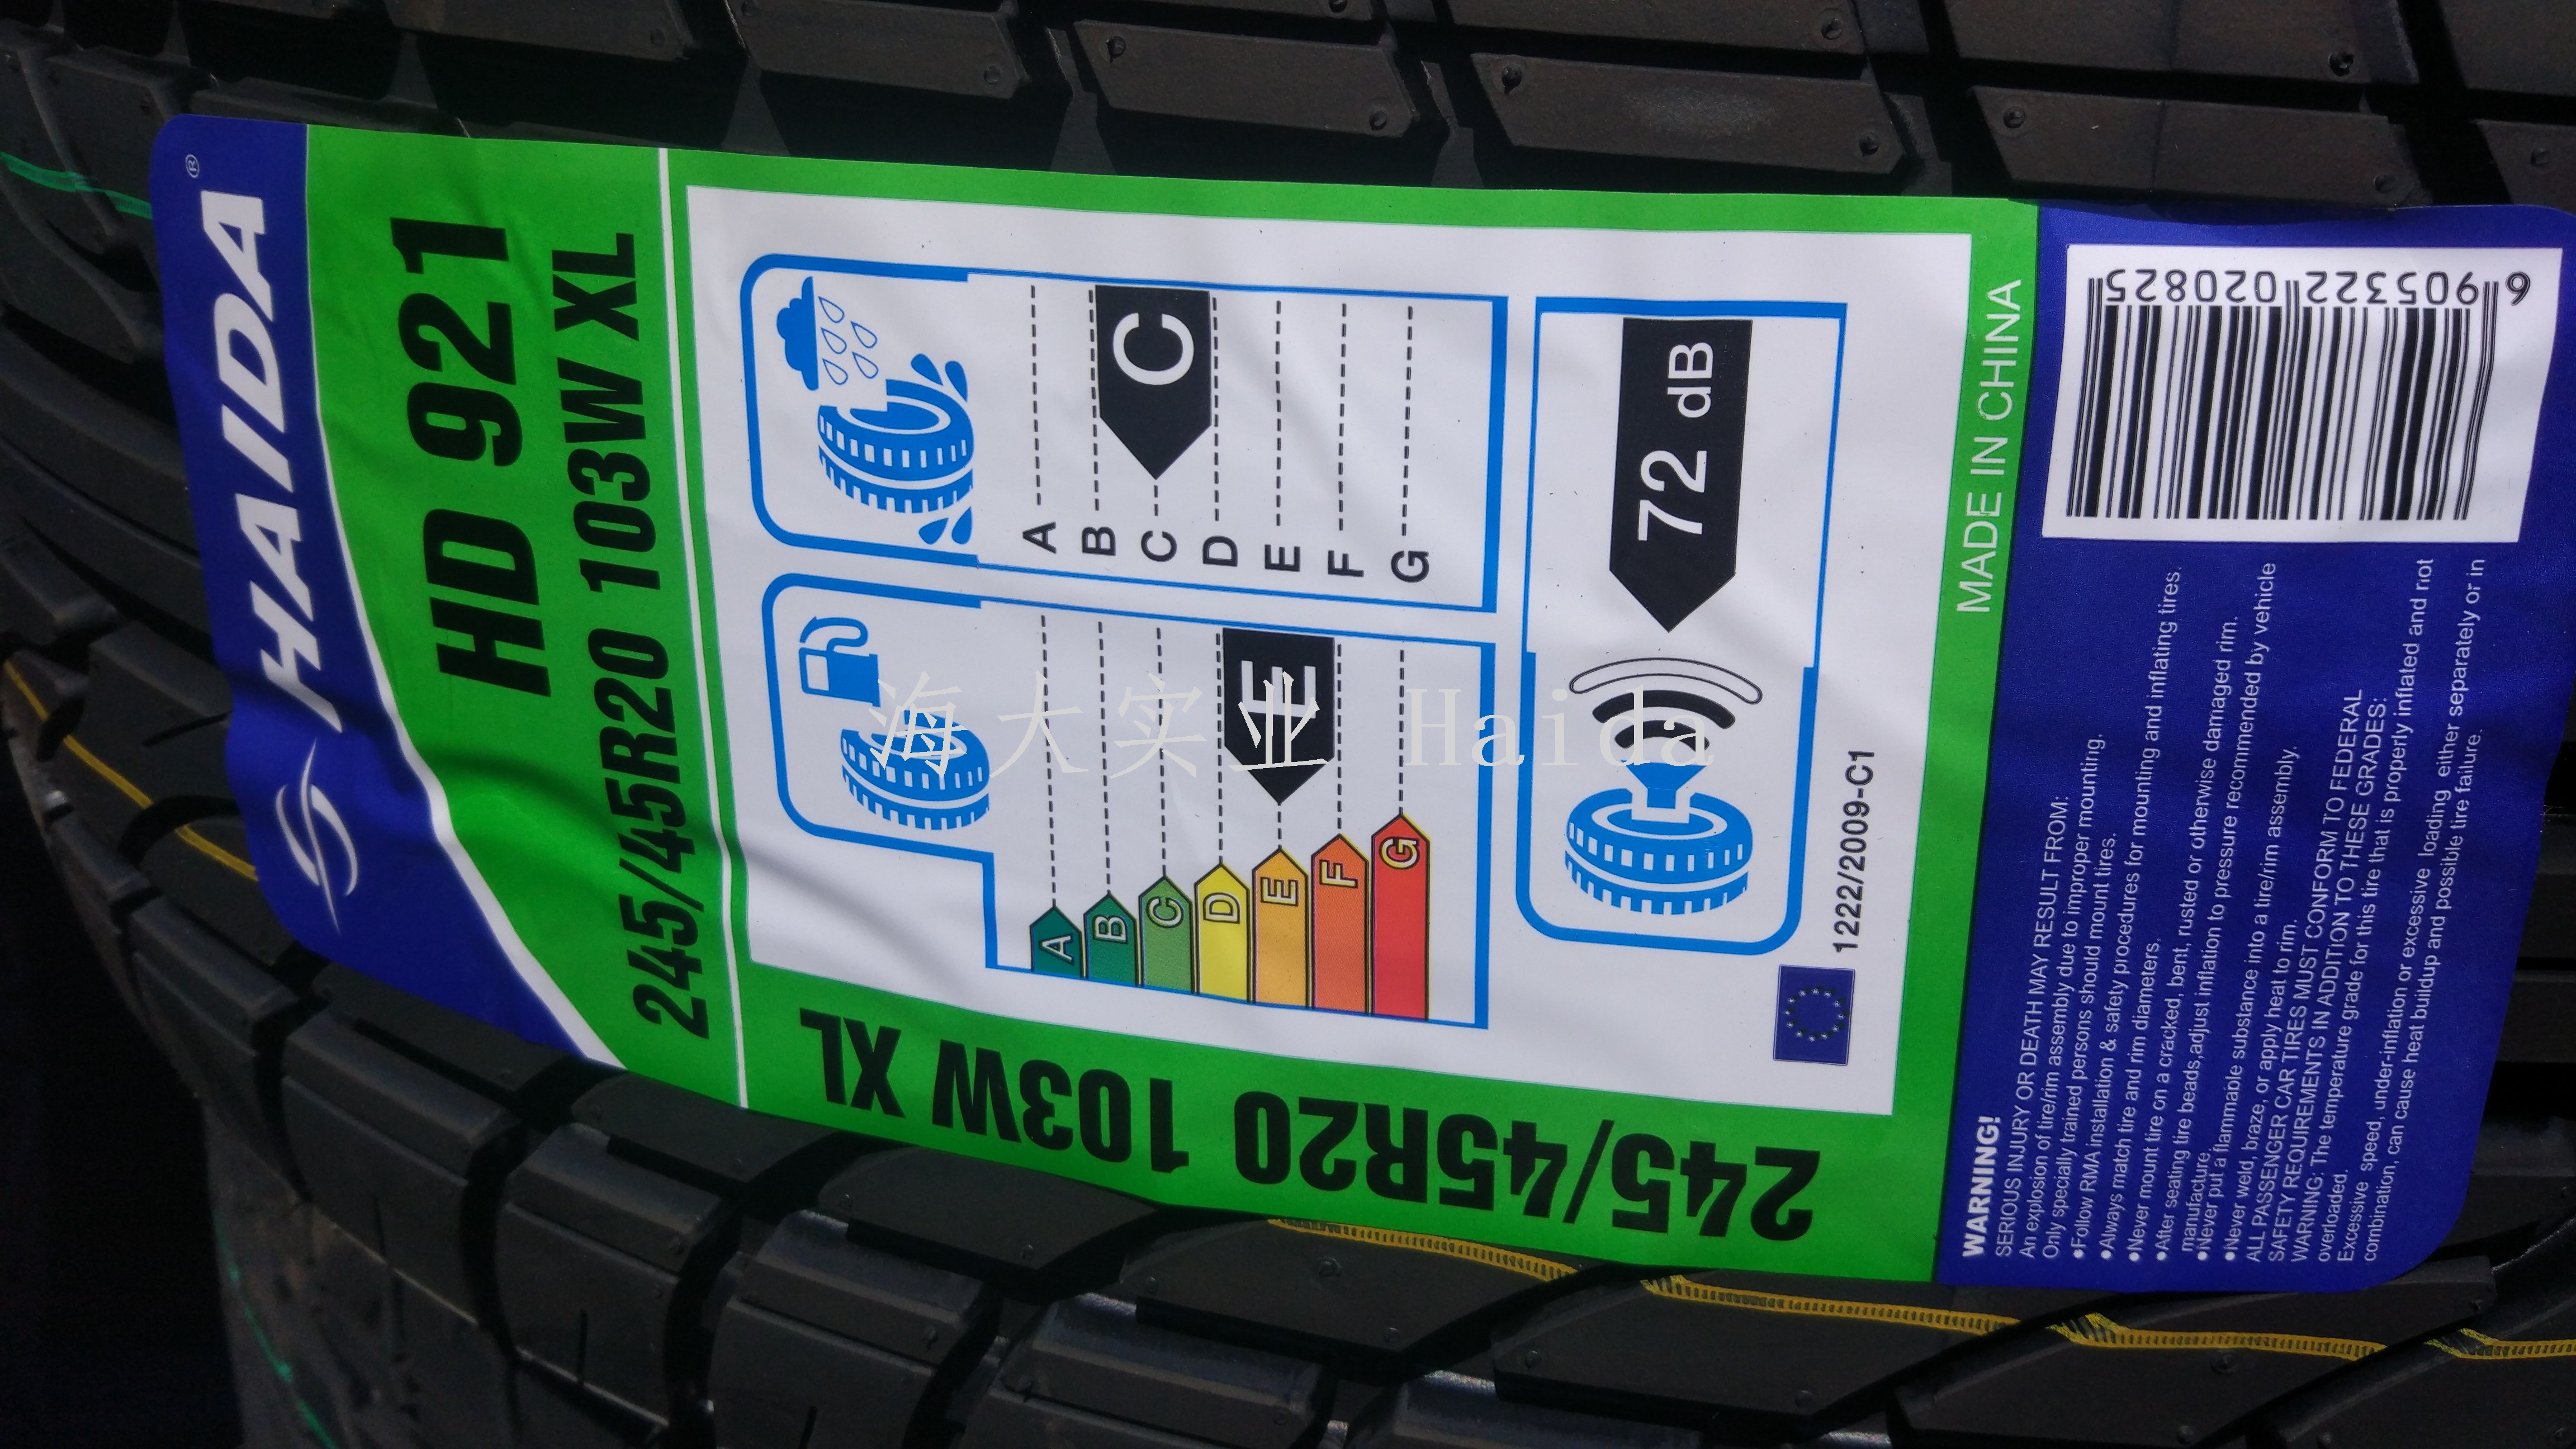 HAIDA®
HD 921
245/45R20 103W XL
A
B
C
D
E
F
G
E
A
B
C
D
E
F
G
C
72 dB
1222/2009-C1
245/45R20 103W XL
MADE IN CHINA
WARNING!
SERIOUS INJURY OR DEATH MAY RESULT FROM:
An explosion of tire/rim assembly due to improper mounting.
Only specially trained persons should mount tires.
•Follow RMA installation & safety procedures for mounting and inflating tires.
•Always match tire and rim diameters.
•Never mount tire on a cracked, bent, rusted or otherwise damaged rim.
•After seating tire beads,adjust inflation to pressure recommended by vehicle
manufacture.
•Never put a flammable substance into a tire/rim assembly.
•Never weld, braze, or apply heat to rim.
ALL PASSENGER CAR TIRES MUST CONFORM TO FEDERAL
SAFETY REQUIREMENTS IN ADDITION TO THESE GRADES:
WARNING: The temperature grade for this tire that is properly inflated and not
overloaded.
Excessive speed, under-inflation or excessive loading, either separately or in
combination, can cause heat buildup and possible tire failure.
6 905322 020825
海大实业 Haida